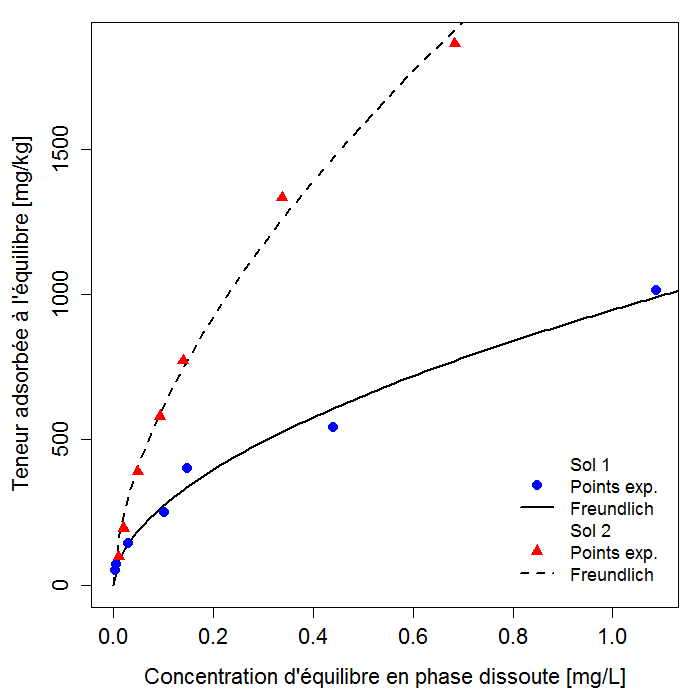 Teneur adsorbée à l'équilibre [mg/kg]
1500
1000
500
0
Sol 1
Points exp.
Freundlich
Sol 2
Points exp.
Freundlich
0.0 0.2 0.4 0.6 0.8 1.0
Concentration d'équilibre en phase dissoute [mg/L]